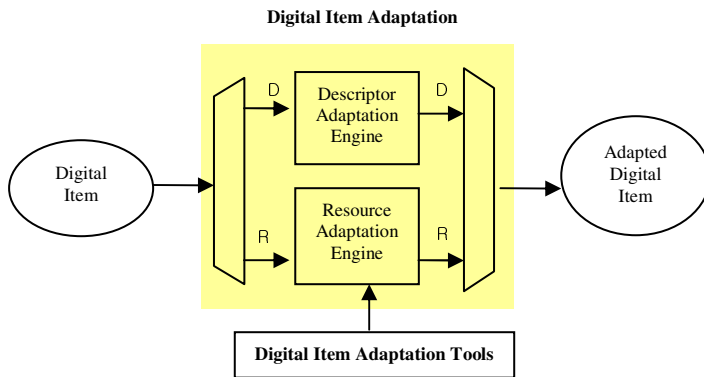 Digital Item Adaptation
D
Descriptor
Adaptation
Engine
D
Digital
Item
Adapted
Digital
Item
R
Resource
Adaptation
Engine
R
Digital Item Adaptation Tools